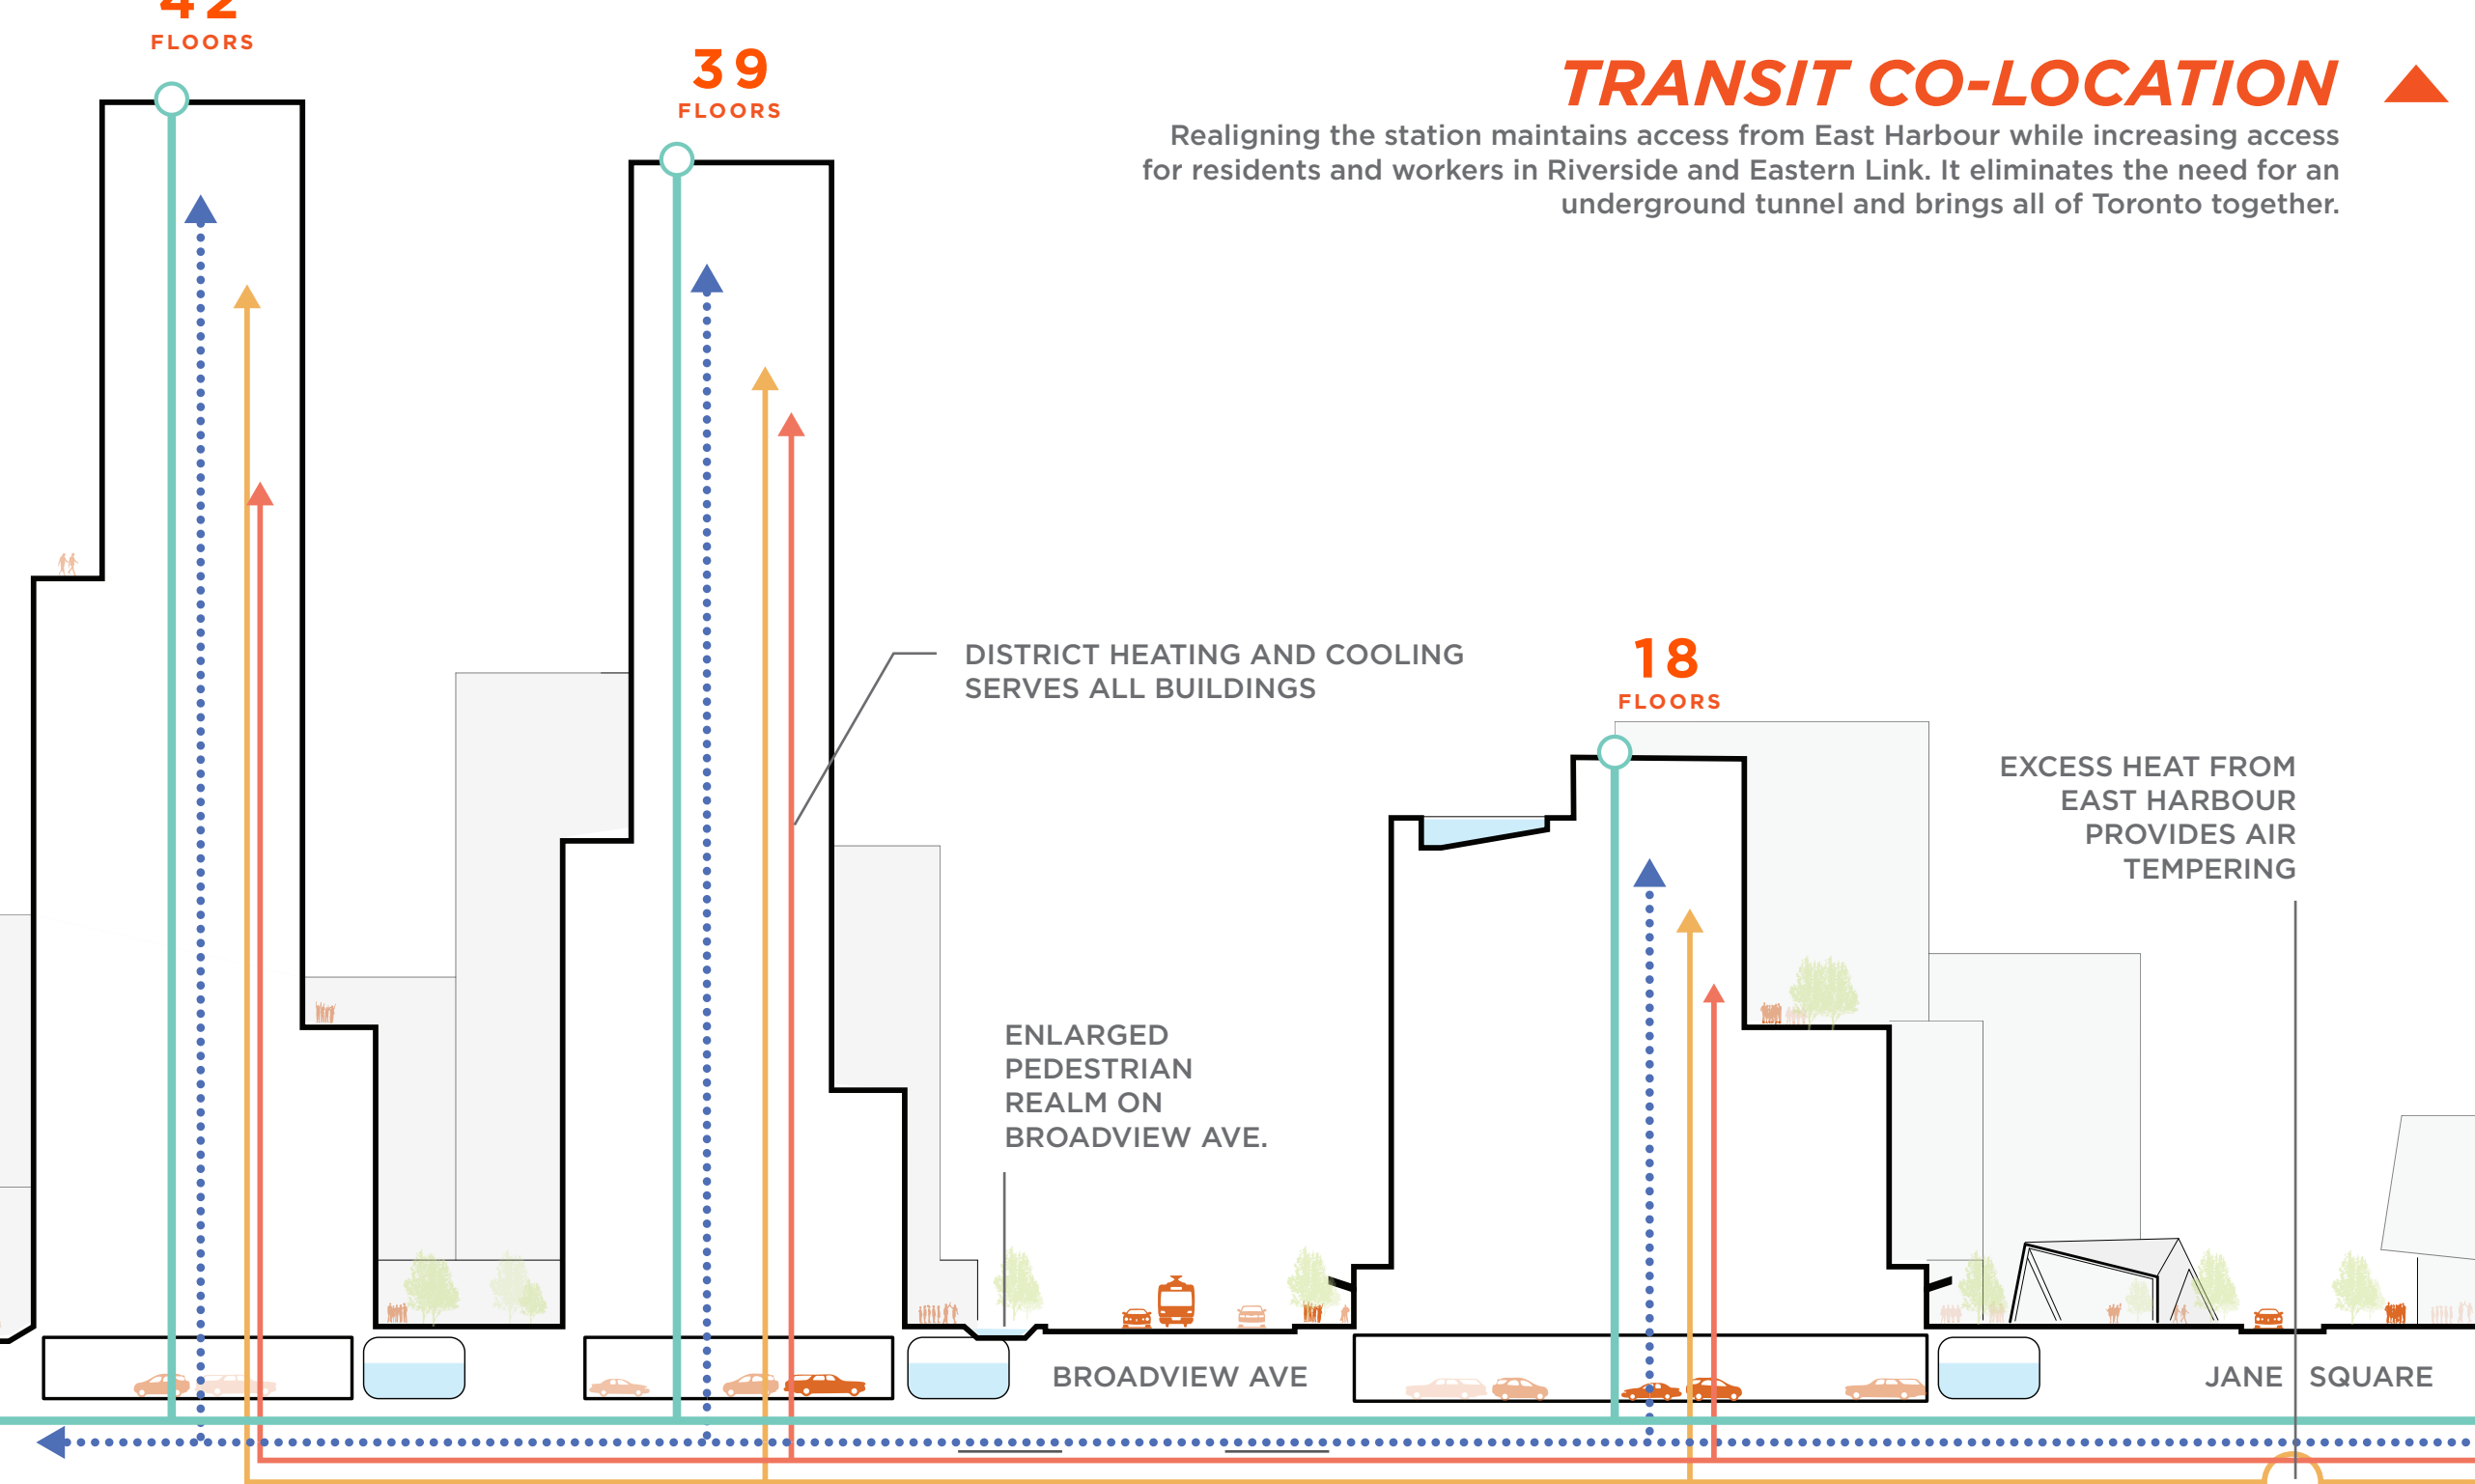 42
FLOORS
39
FLOORS
TRANSIT CO-LOCATION
Realigning the station maintains access from East Harbour while increasing access
for residents and workers in Riverside and Eastern Link. It eliminates the need for an
underground tunnel and brings all of Toronto together.
DISTRICT HEATING AND COOLING
SERVES ALL BUILDINGS
18
FLOORS
EXCESS HEAT FROM
EAST HARBOUR
PROVIDES AIR
TEMPERING
ENLARGED
PEDESTRIAN
REALM ON
BROADVIEW AVE.
BROADVIEW AVE
JANE SQUARE